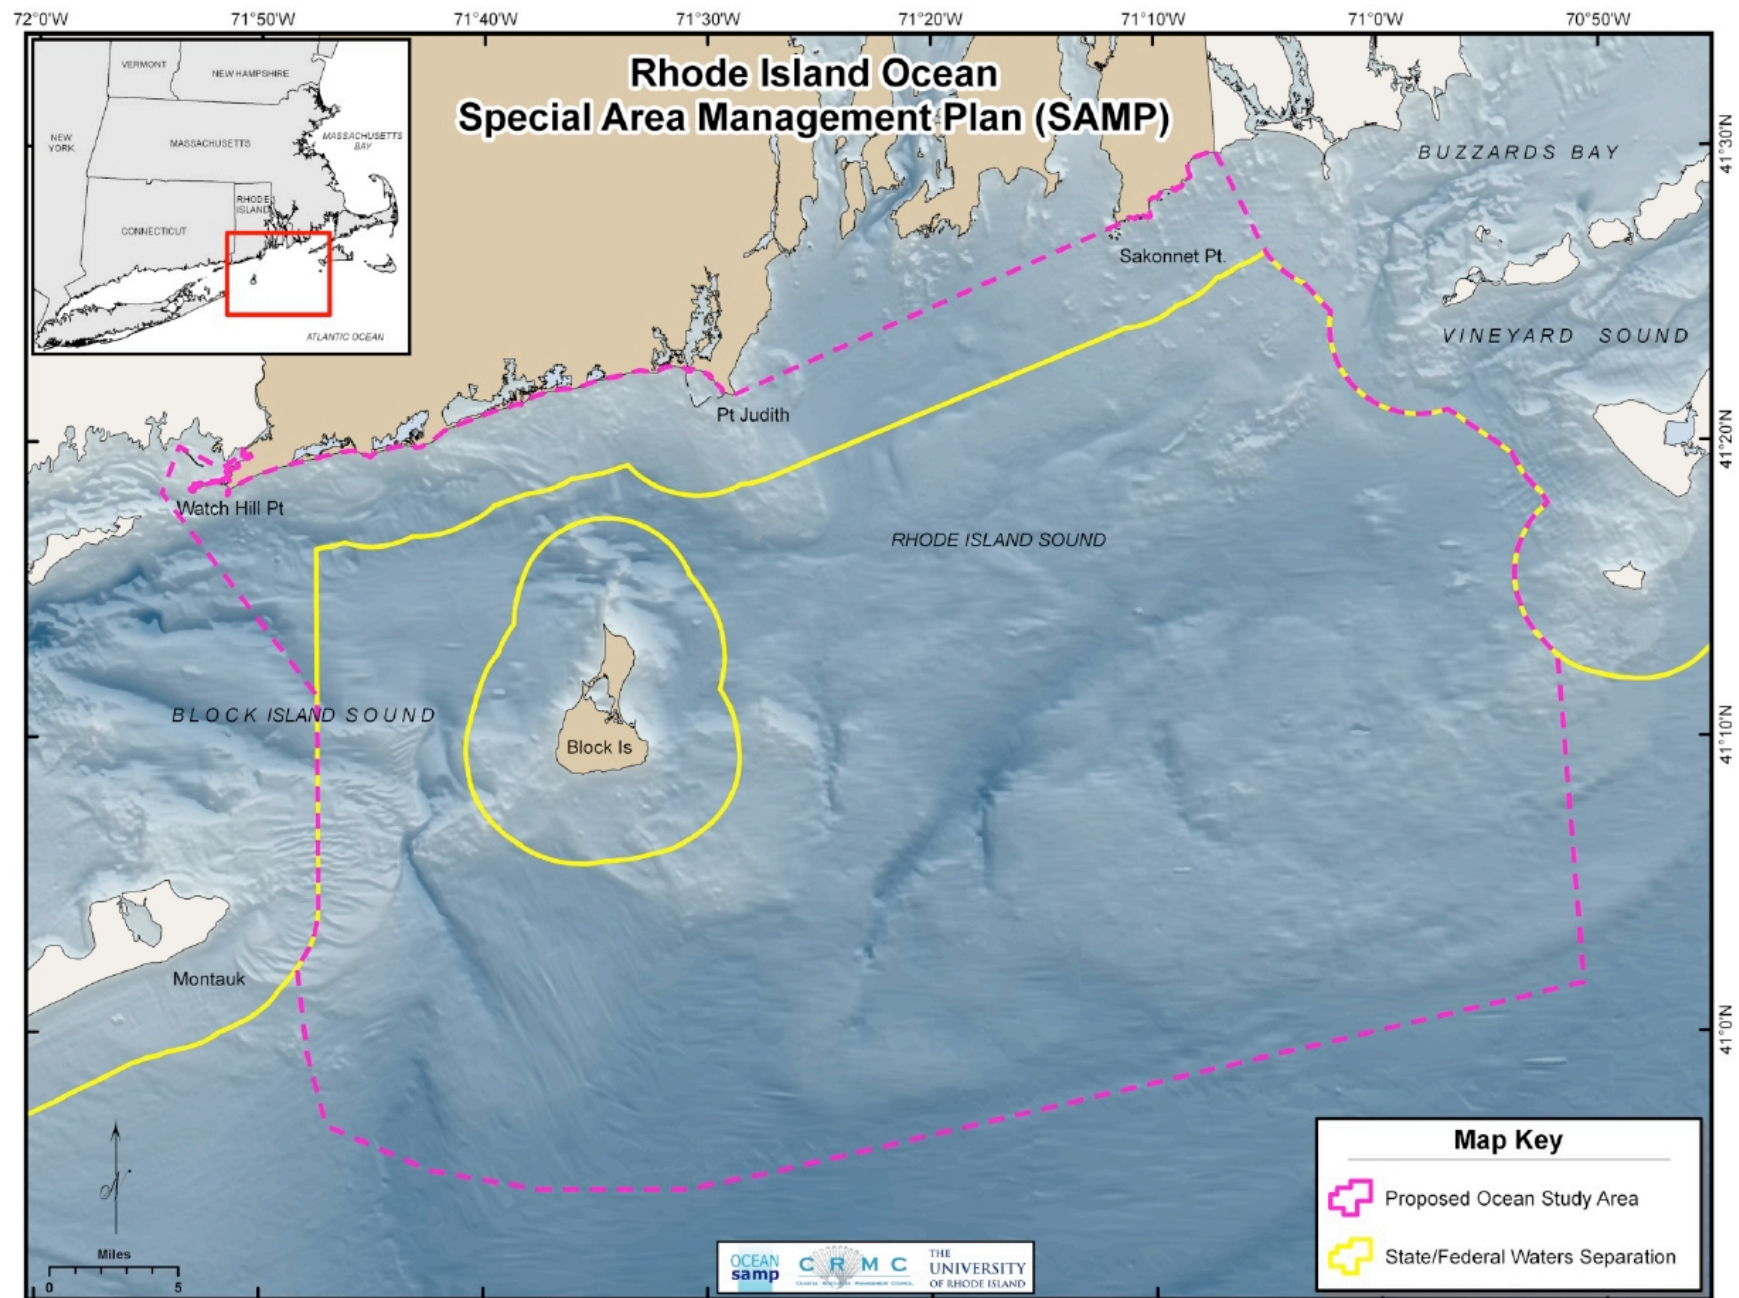 72°0'W 71°50'W 71°40'W 71°30'W 71°20'W 71°10'W 71°0'W 70°50'W
Rhode Island Ocean
Special Area Management Plan (SAMP)
VERMONT
NEW HAMPSHIRE
NEW
YORK
MASSACHUSETTS
MASSACHUSETTS
BAY
RHODE
ISLAND
CONNECTICUT
ATLANTIC OCEAN
BUZZARDS BAY
41°30'N
Sakonnet Pt.
VINEYARD SOUND
Pt Judith
41°20'N
Watch Hill Pt
RHODE ISLAND SOUND
BLOCK ISLAND SOUND
Block Is
41°10'N
Montauk
41°0'N
Map Key
Proposed Ocean Study Area
State/Federal Waters Separation
N
Miles
0 5
OCEAN
samp
CRMC
COASTAL RESOURCES MANAGEMENT COUNCIL
THE
UNIVERSITY
OF RHODE ISLAND